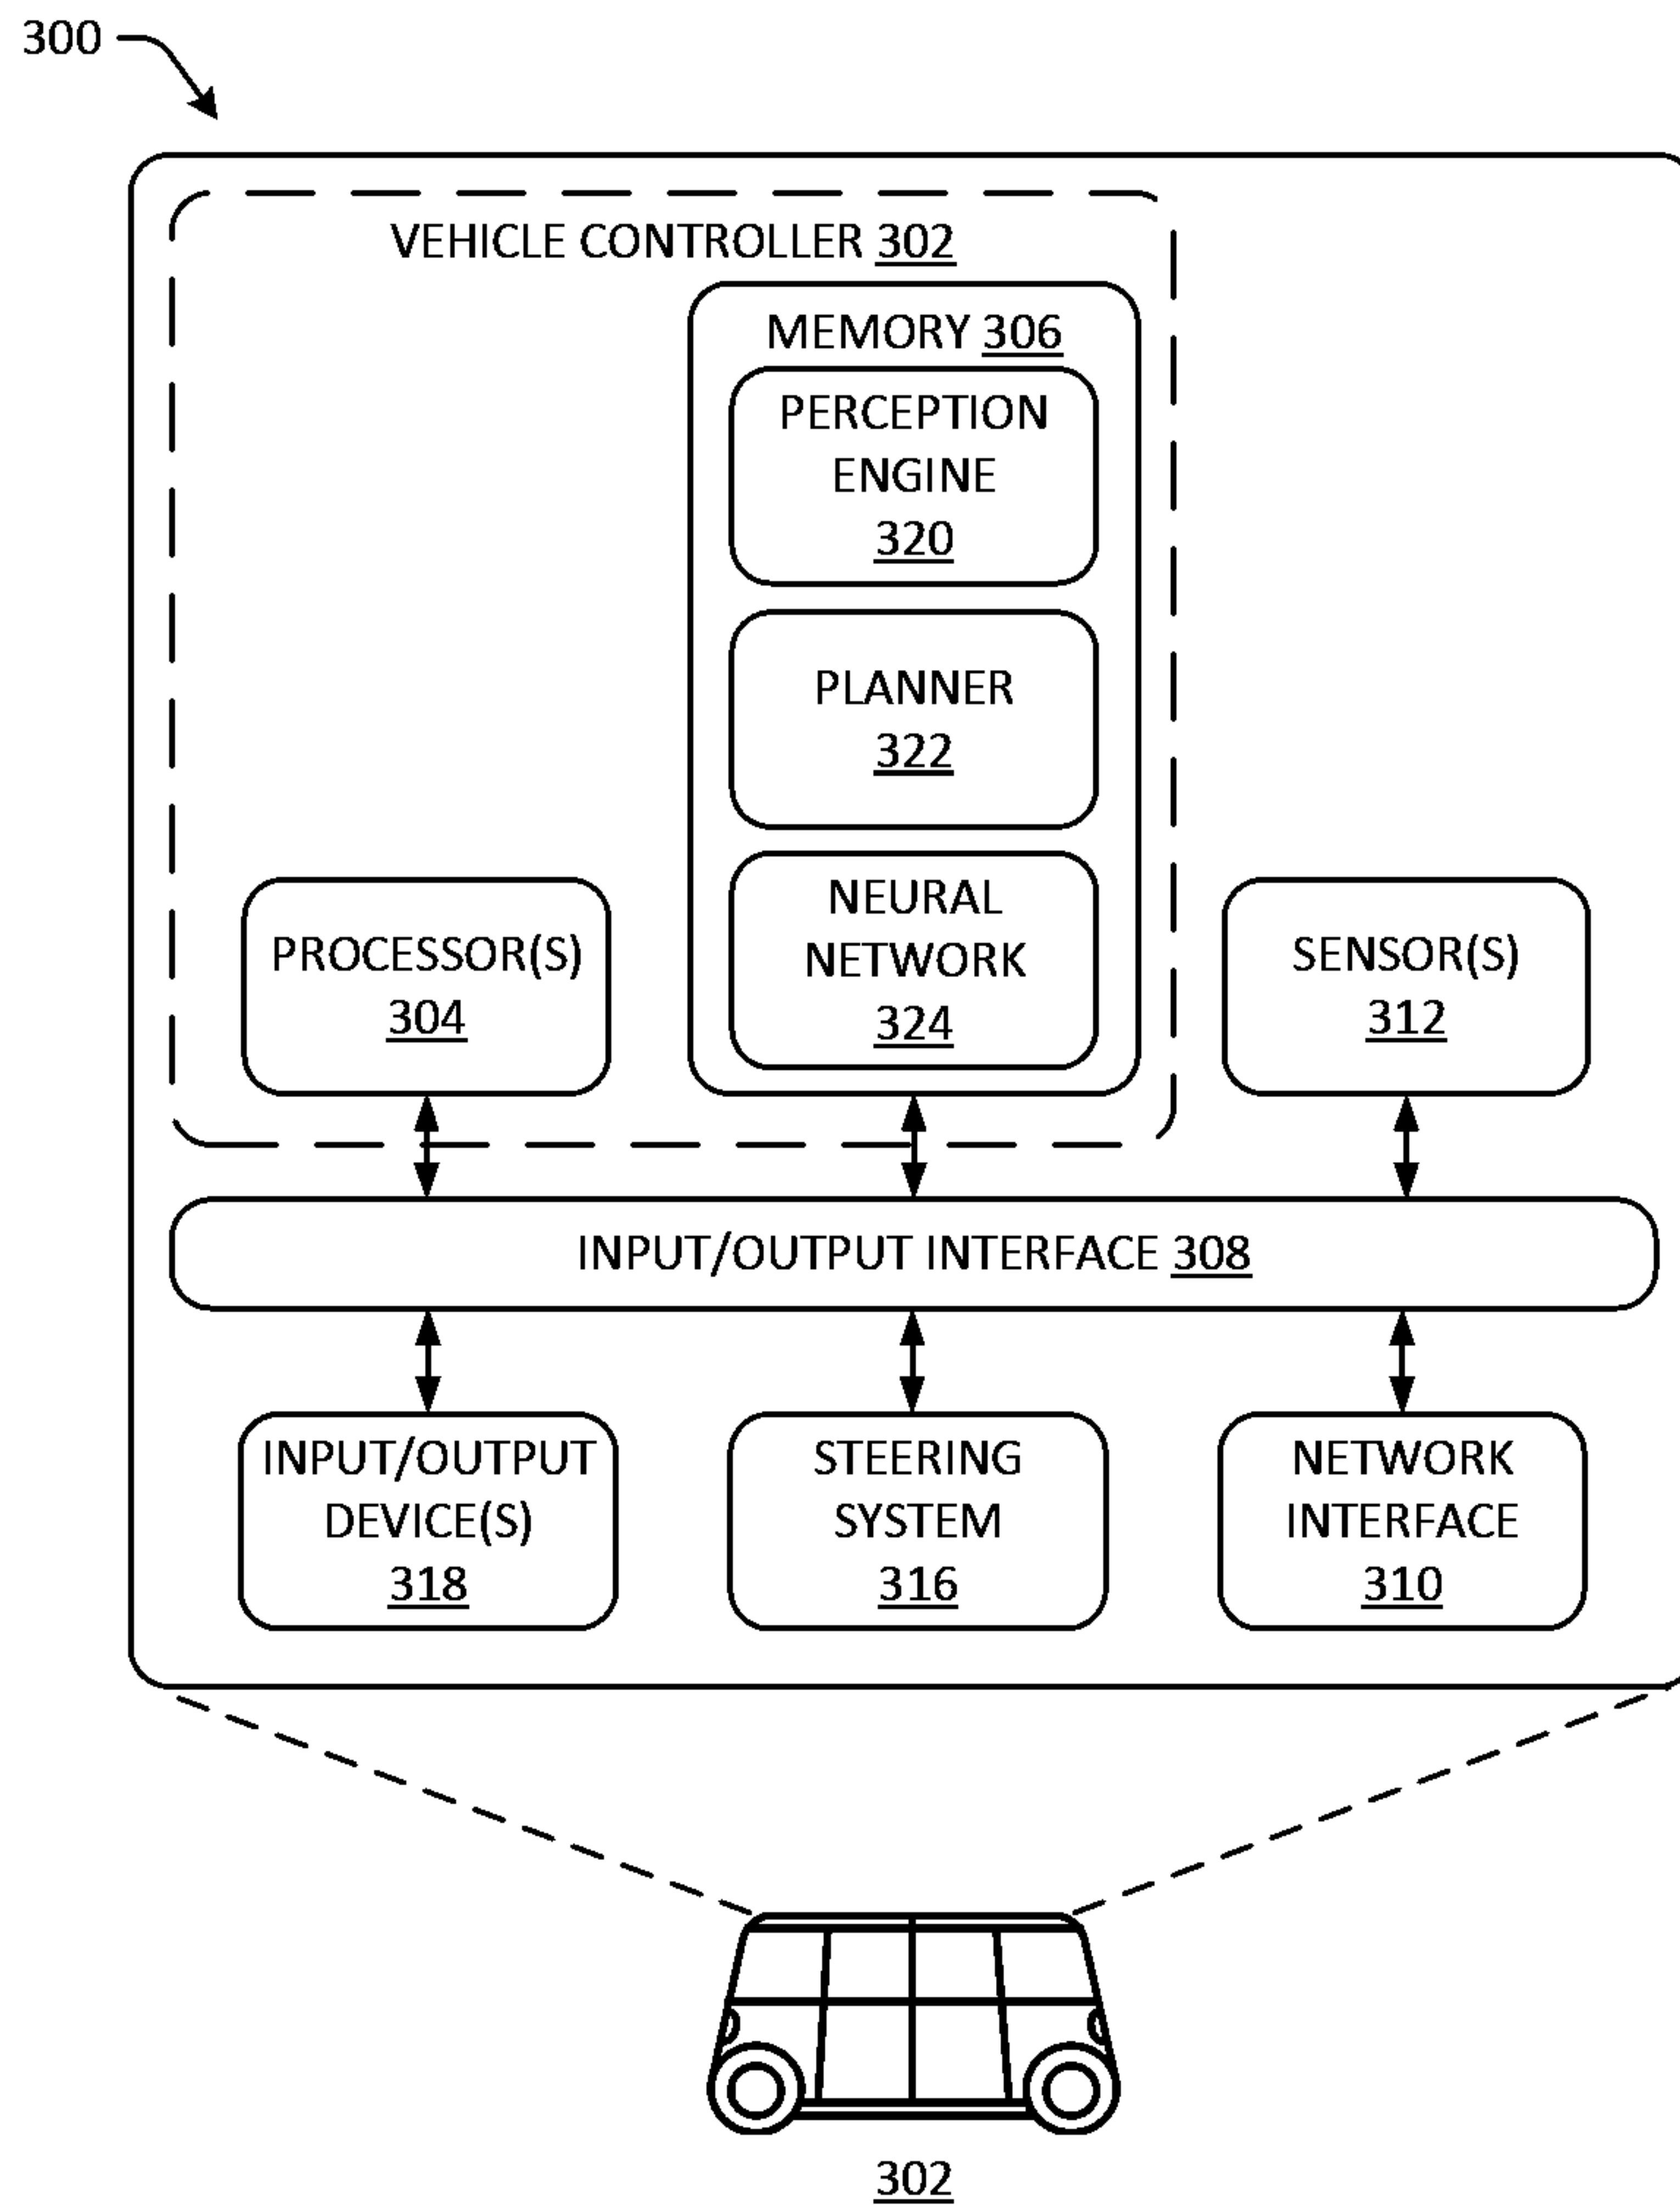 300
VEHICLE CONTROLLER 302
MEMORY 306
PERCEPTION
ENGINE
320
PLANNER
322
NEURAL
NETWORK
324
PROCESSOR(S)
304
SENSOR(S)
312
INPUT/OUTPUT INTERFACE 308
INPUT/OUTPUT
DEVICE(S)
318
STEERING
SYSTEM
316
NETWORK
INTERFACE
310
302